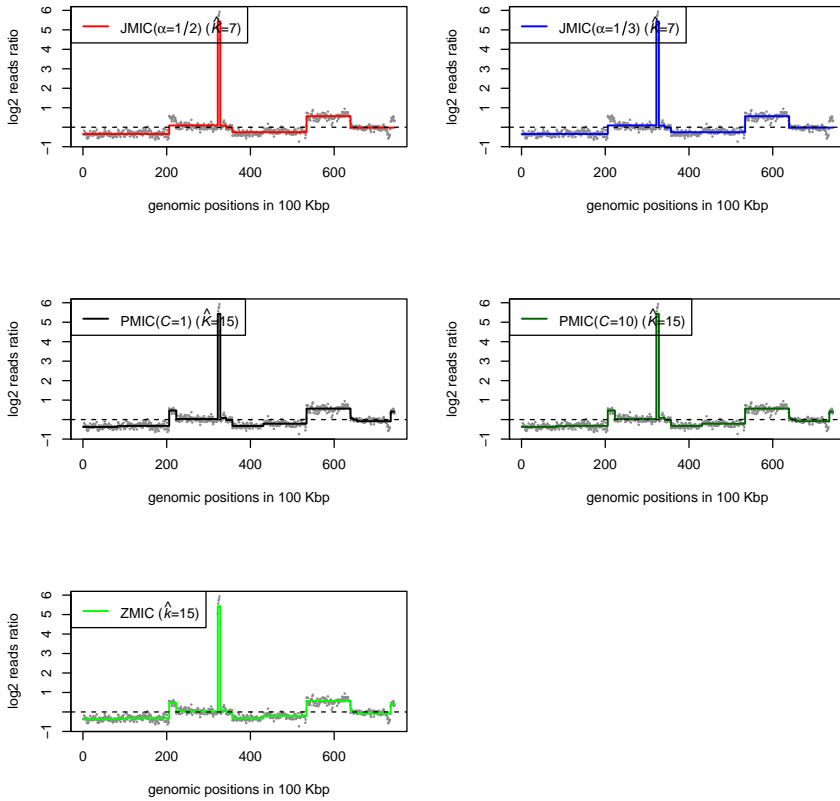 JMIC(α=1/2) (K̂=7)
6
5
4
3
2
1
−1
log2 reads ratio
0 200 400 600
genomic positions in 100 Kbp
JMIC(α=1/3) (K̂=7)
6
5
4
3
2
1
−1
log2 reads ratio
0 200 400 600
genomic positions in 100 Kbp
PMIC(C=1) (K̂=15)
6
5
4
3
2
1
−1
log2 reads ratio
0 200 400 600
genomic positions in 100 Kbp
PMIC(C=10) (K̂=15)
6
5
4
3
2
1
−1
log2 reads ratio
0 200 400 600
genomic positions in 100 Kbp
ZMIC (k̂=15)
6
5
4
3
2
1
−1
log2 reads ratio
0 200 400 600
genomic positions in 100 Kbp